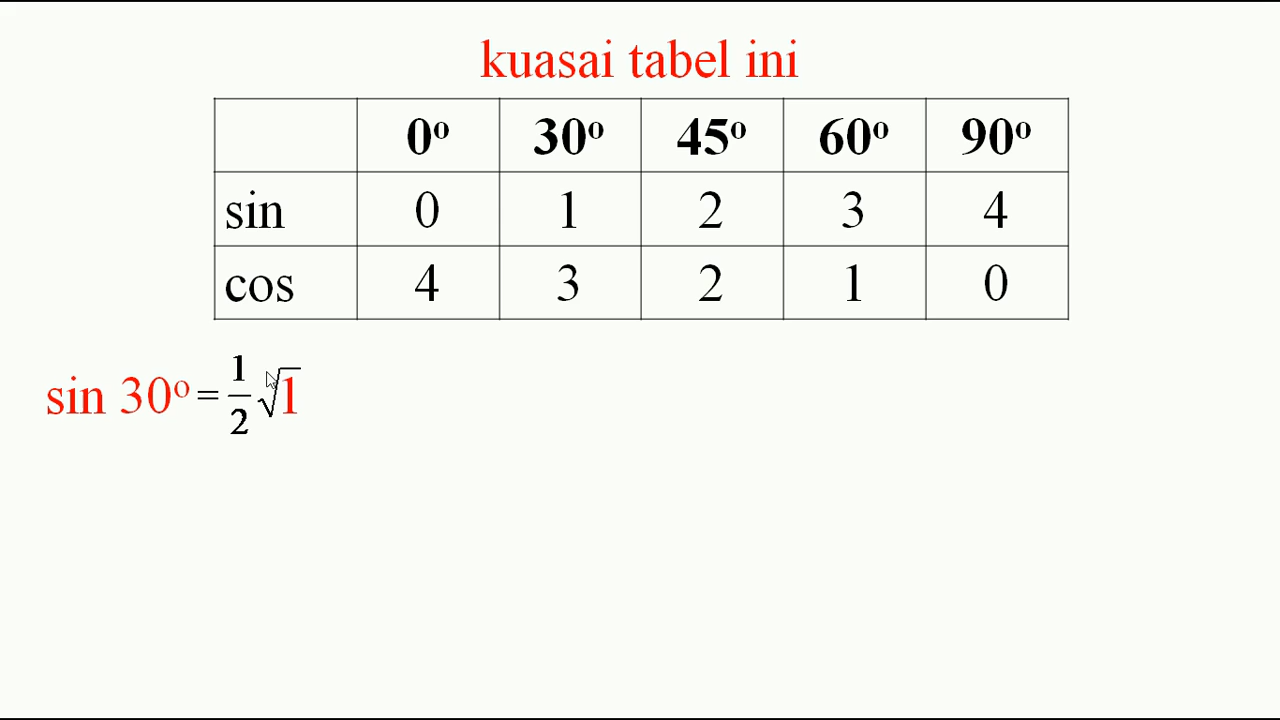 kuasai tabel ini
0° 30° 45° 60° 90°
sin 0 1 2 3 4
cos 4 3 2 1 0
sin 30° = 1/2 √1